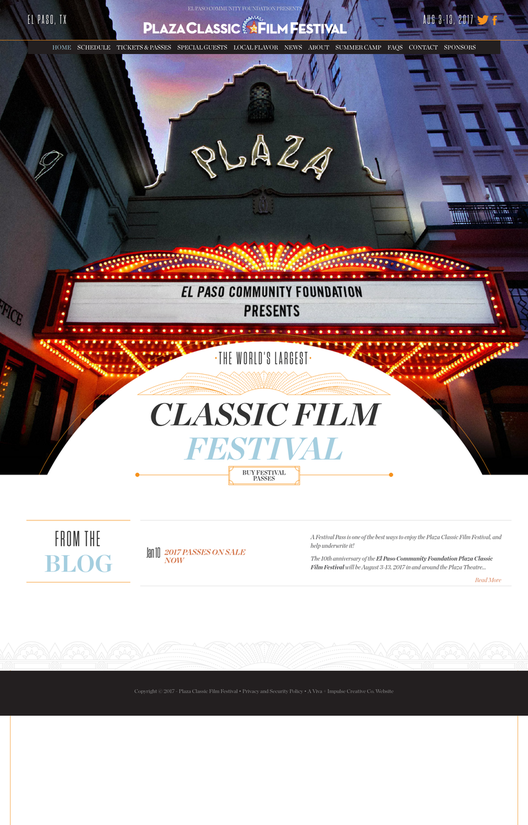 EL PASO COMMUNITY FOUNDATION PRESENTS
EL PASO, TX
PLAZA CLASSIC FILM FESTIVAL
AUG 3-13, 2017
HOME SCHEDULE TICKETS & PASSES SPECIAL GUESTS LOCAL FLAVOR NEWS ABOUT SUMMER CAMP FAQS CONTACT SPONSORS
PLAZA
FFICE
EL PASO COMMUNITY FOUNDATION
PRESENTS
THE WORLD'S LARGEST
CLASSIC FILM
FESTIVAL
BUY FESTIVAL
PASSES
FROM THE
BLOG
Jan 10
2017 PASSES ON SALE
NOW
A Festival Pass is one of the best ways to enjoy the Plaza Classic Film Festival, and
help underwrite it!
The 10th anniversary of the El Paso Community Foundation Plaza Classic
Film Festival will be August 3-13, 2017 in and around the Plaza Theatre...
Read More
Copyright © 2017 · Plaza Classic Film Festival • Privacy and Security Policy • A Viva + Impulse Creative Co. Website